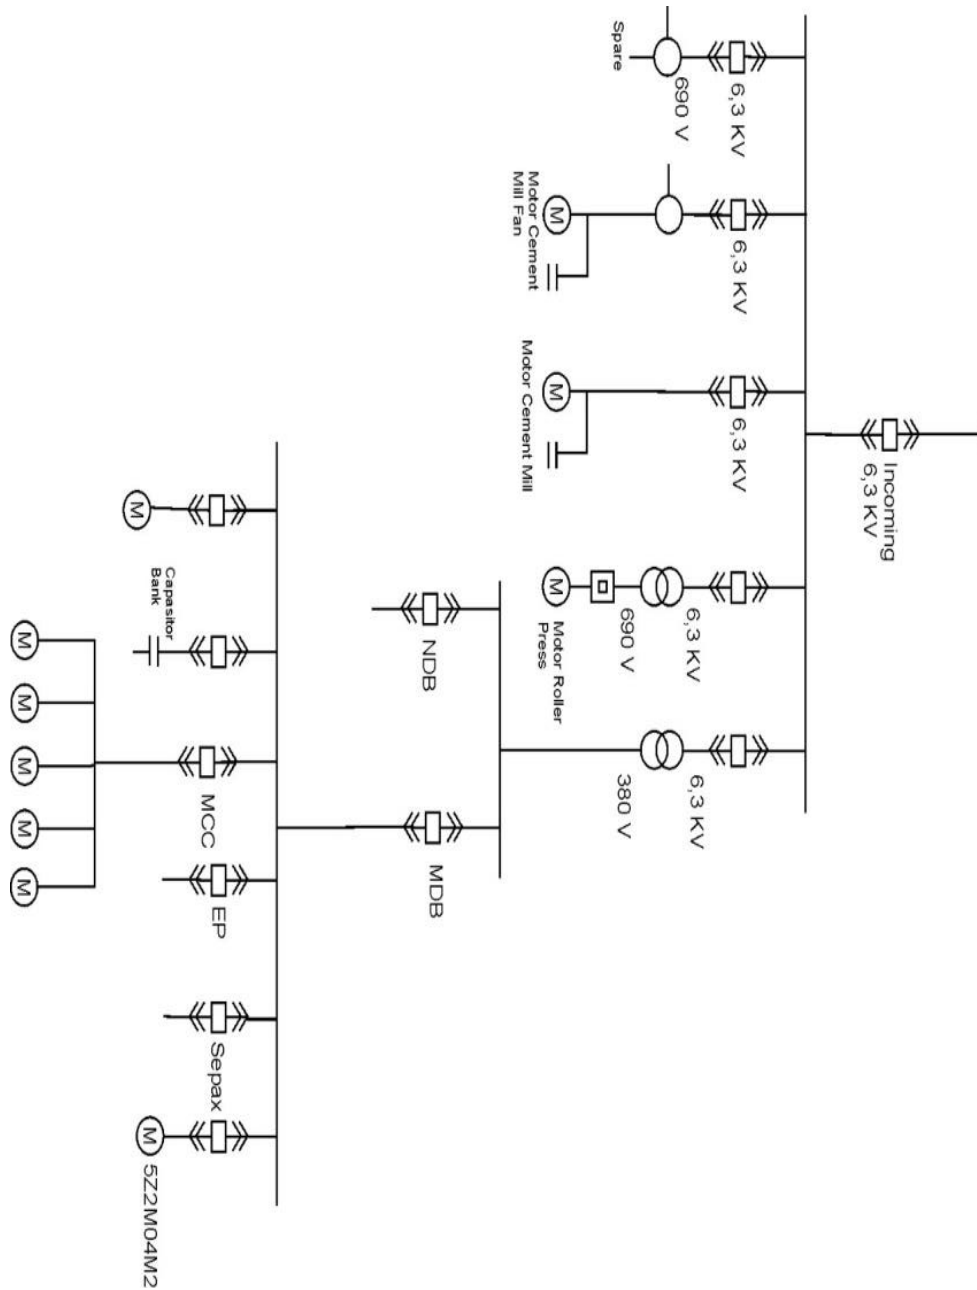 Incoming
6,3 KV
6,3 KV
6,3 KV
6,3 KV
6,3 KV
6,3 KV
690 V
690 V
380 V
Spare
Motor Cement
Mill Fan
M
Motor Cement Mill
M
Motor Roller
Press
M
NDB
MDB
M
Capasitor
Bank
MCC
EP
Sepax
M
5Z2M04M2
M
M
M
M
M